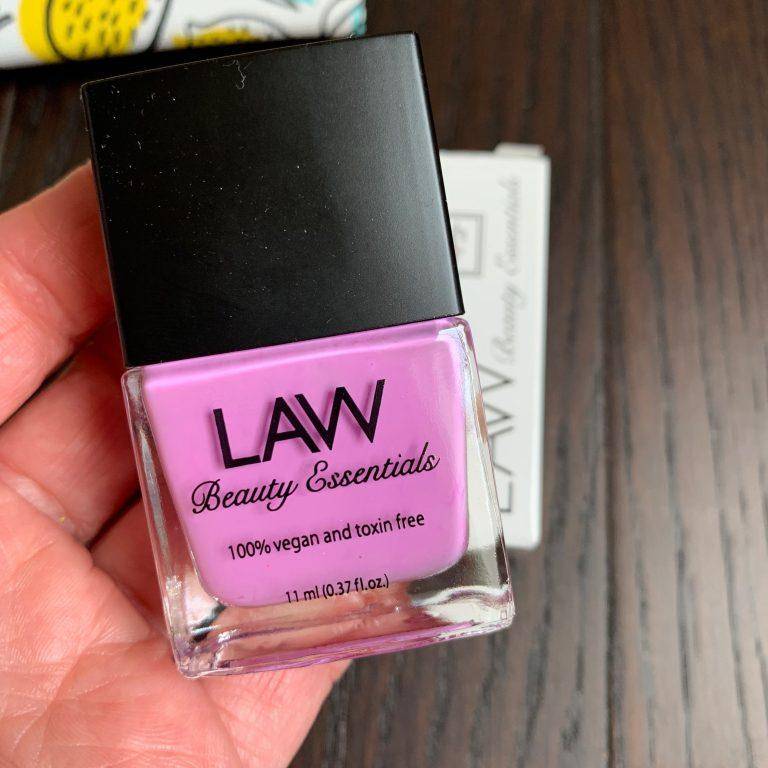 LAW
Beauty Essentials
100% vegan and toxin free
11 ml (0.37 fl.oz.)
LAW
Beauty Essentials